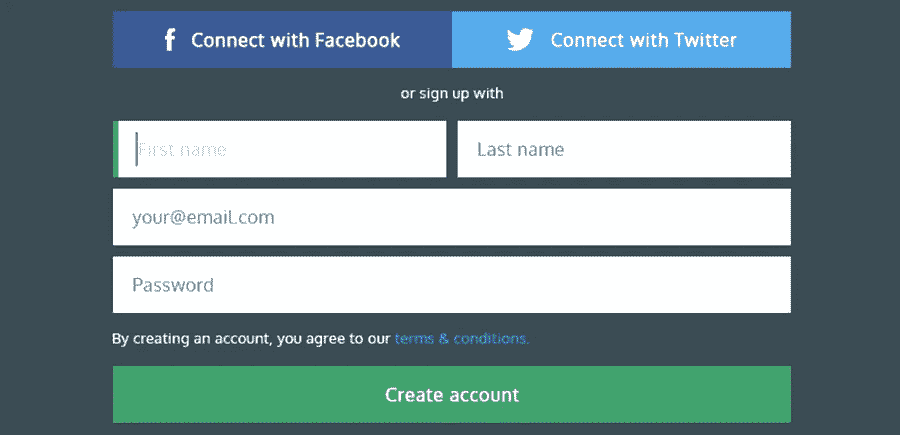 Connect with Facebook
Connect with Twitter
or sign up with
First name
Last name
your@email.com
Password
By creating an account, you agree to our terms & conditions.
Create account